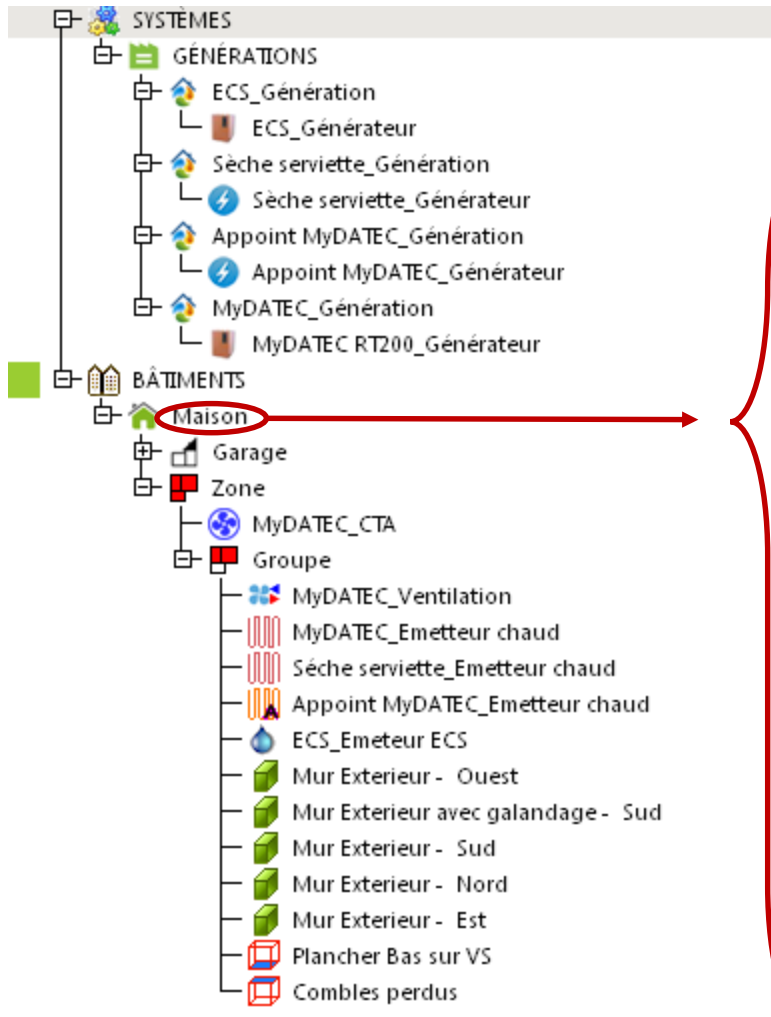 SYSTÈMES
GÉNÉRATIONS
ECS_Génération
ECS_Générateur
Sèche serviette_Génération
Sèche serviette_Générateur
Appoint MyDATEC_Génération
Appoint MyDATEC_Générateur
MyDATEC_Génération
MyDATEC RT200_Générateur
BÂTIMENTS
Maison
Garage
Zone
MyDATEC_CTA
Groupe
MyDATEC_Ventilation
MyDATEC_Emetteur chaud
Séche serviette_Emetteur chaud
Appoint MyDATEC_Emetteur chaud
ECS_Emeteur ECS
Mur Exterieur - Ouest
Mur Exterieur avec galandage - Sud
Mur Exterieur - Sud
Mur Exterieur - Nord
Mur Exterieur - Est
Plancher Bas sur VS
Combles perdus